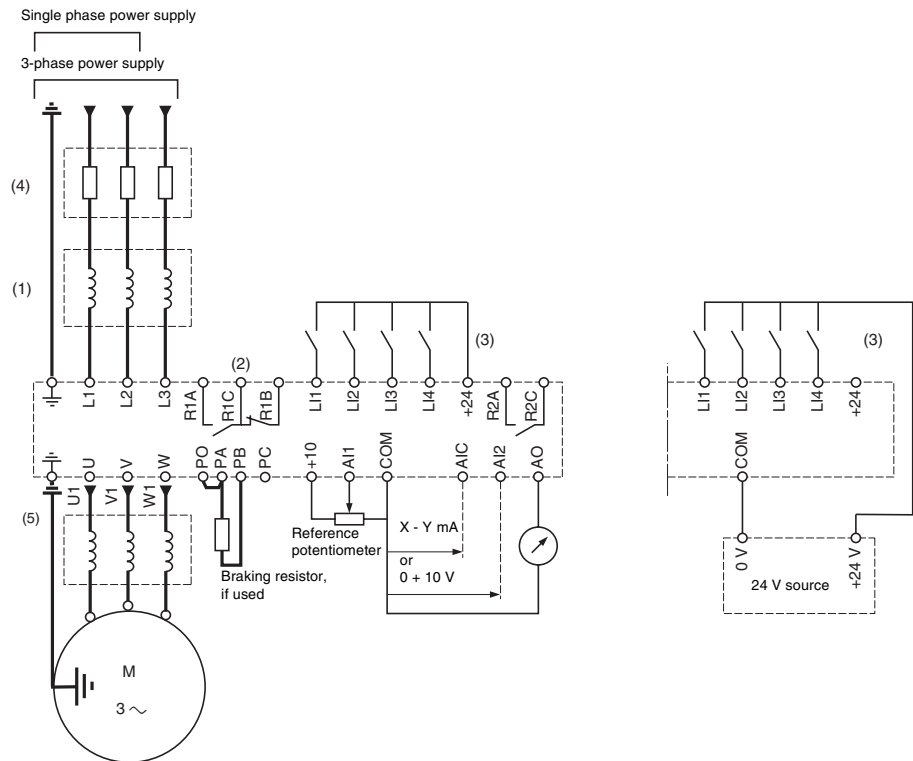 Single phase power supply
3-phase power supply
(4)
(1)
(2)
(3)
(3)
L1 L2 L3 R1A R1C R1B LI1 LI2 LI3 LI4 +24 R2A R2C
LI1 LI2 LI3 LI4 +24
U V W PO PA PB PC +10 AI1 COM AIC AI2 AO
COM
(5)
U1 V1 W1
Reference
potentiometer
X - Y mA
or
0 + 10 V
Braking resistor,
if used
0 V
24 V source
+24 V
M
3 ~